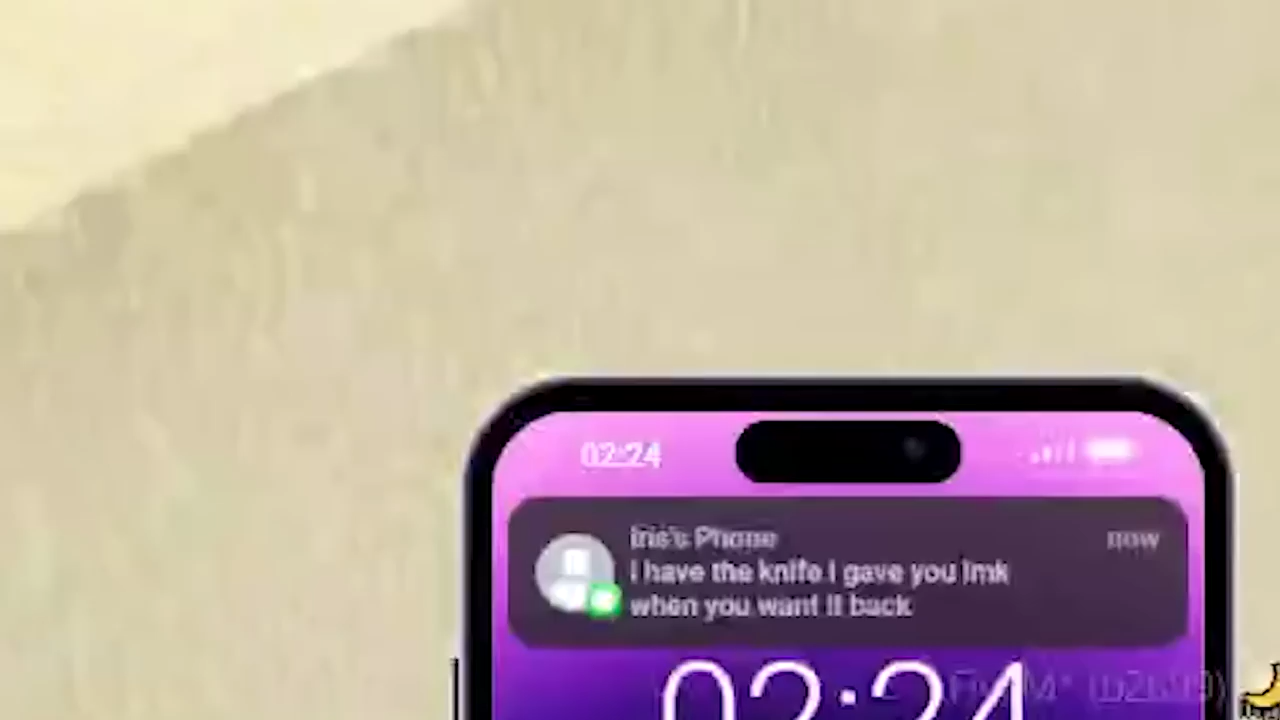 02:24
Iris's Phone
now
I have the knife I gave you lmk
when you want it back
02:24